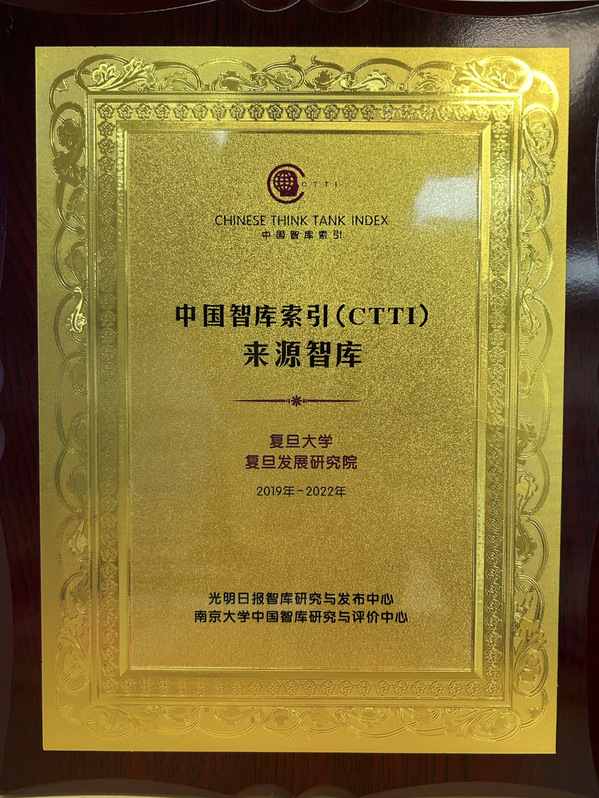 CTTI
CHINESE THINK TANK INDEX
中国智库索引
中国智库索引(CTTI)
来源智库
复旦大学
复旦发展研究院
2019年-2022年
光明日报智库研究与发布中心
南京大学中国智库研究与评价中心